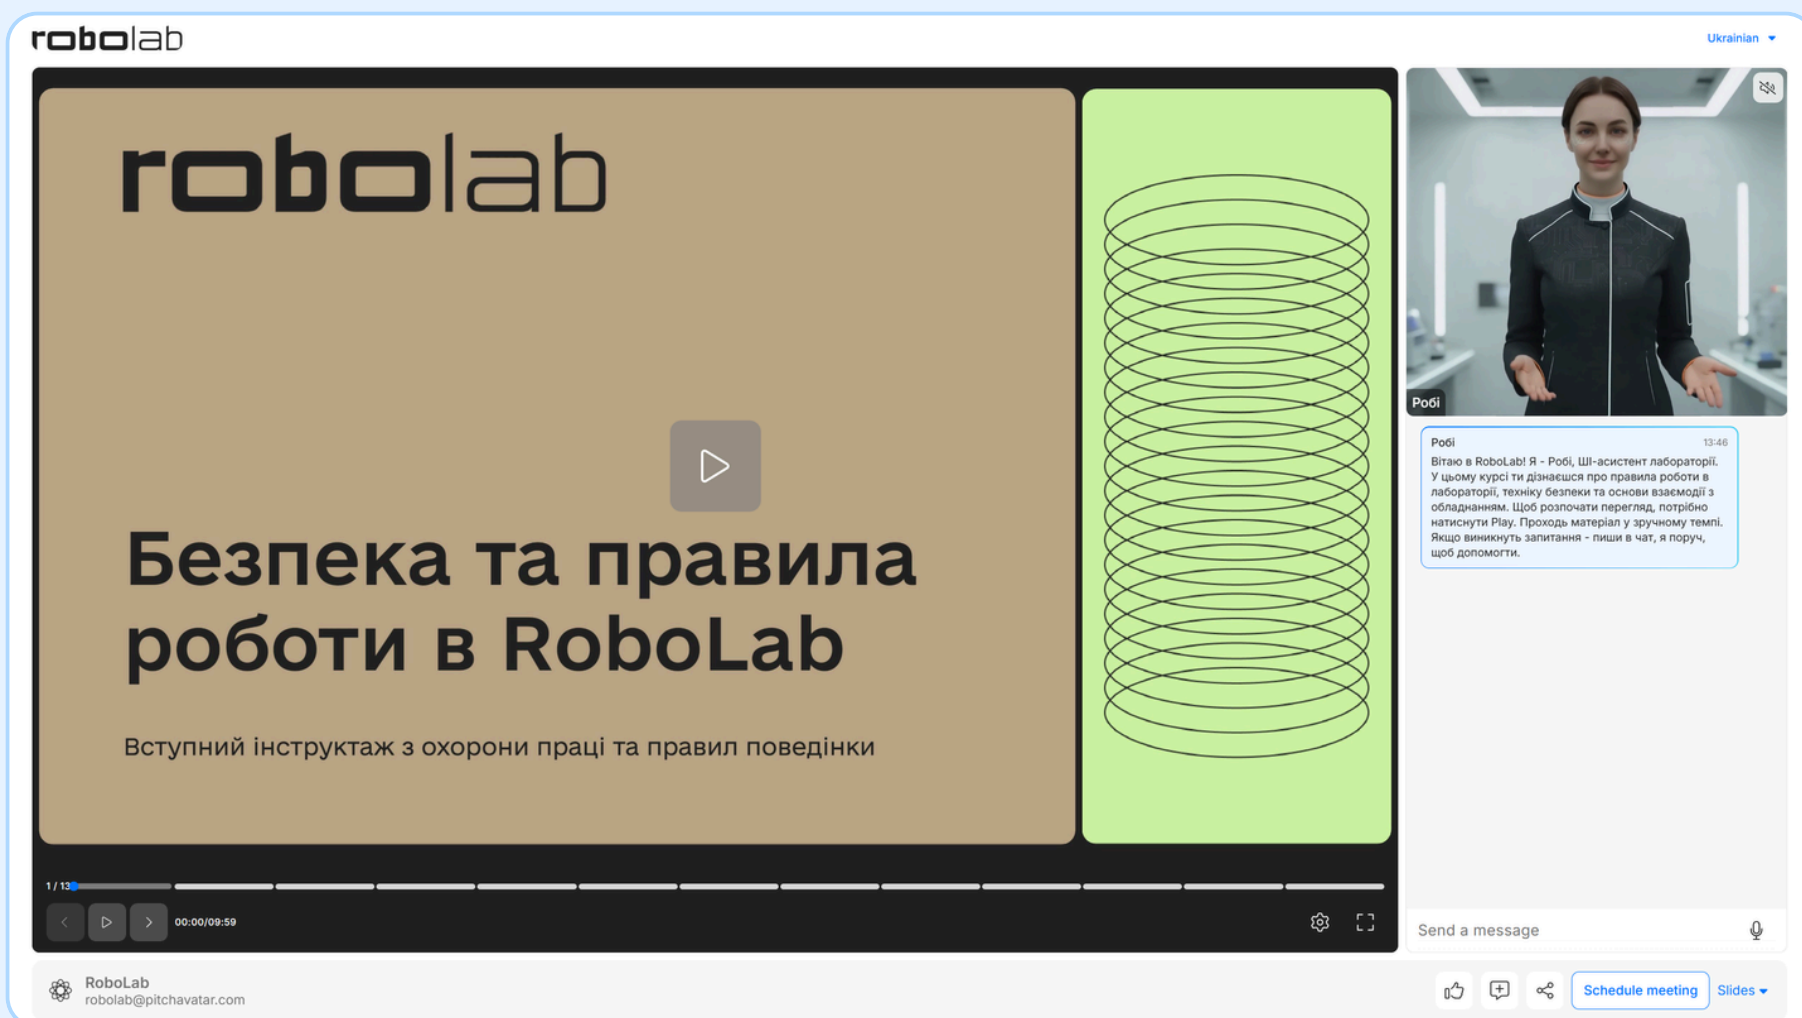 robolab
Ukrainian
robolab
Безпека та правила
роботи в RoboLab
Вступний інструктаж з охорони праці та правил поведінки
1 / 13
00:00/09:59
Робі
Робі 13:46
Вітаю в RoboLab! Я - Робі, ШІ-асистент лабораторії.
У цьому курсі ти дізнаєшся про правила роботи в
лабораторії, техніку безпеки та основи взаємодії з
обладнанням. Щоб розпочати перегляд, потрібно
натиснути Play. Проходь матеріал у зручному темпі.
Якщо виникнуть запитання - пиши в чат, я поруч,
щоб допомогти.
Send a message
RoboLab
robolab@pitchavatar.com
Schedule meeting
Slides